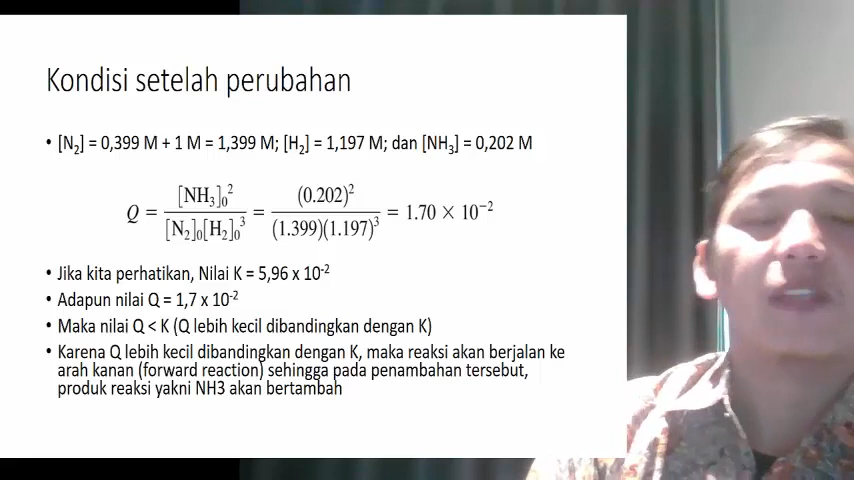 Kondisi setelah perubahan
• [N₂] = 0,399 M + 1 M = 1,399 M; [H₂] = 1,197 M; dan [NH₃] = 0,202 M
Q = [NH₃]₀² / [N₂]₀[H₂]₀³ = (0.202)² / (1.399)(1.197)³ = 1.70 × 10⁻²
• Jika kita perhatikan, Nilai K = 5,96 x 10⁻²
• Adapun nilai Q = 1,7 x 10⁻²
• Maka nilai Q < K (Q lebih kecil dibandingkan dengan K)
• Karena Q lebih kecil dibandingkan dengan K, maka reaksi akan berjalan ke
arah kanan (forward reaction) sehingga pada penambahan tersebut,
produk reaksi yakni NH3 akan bertambah